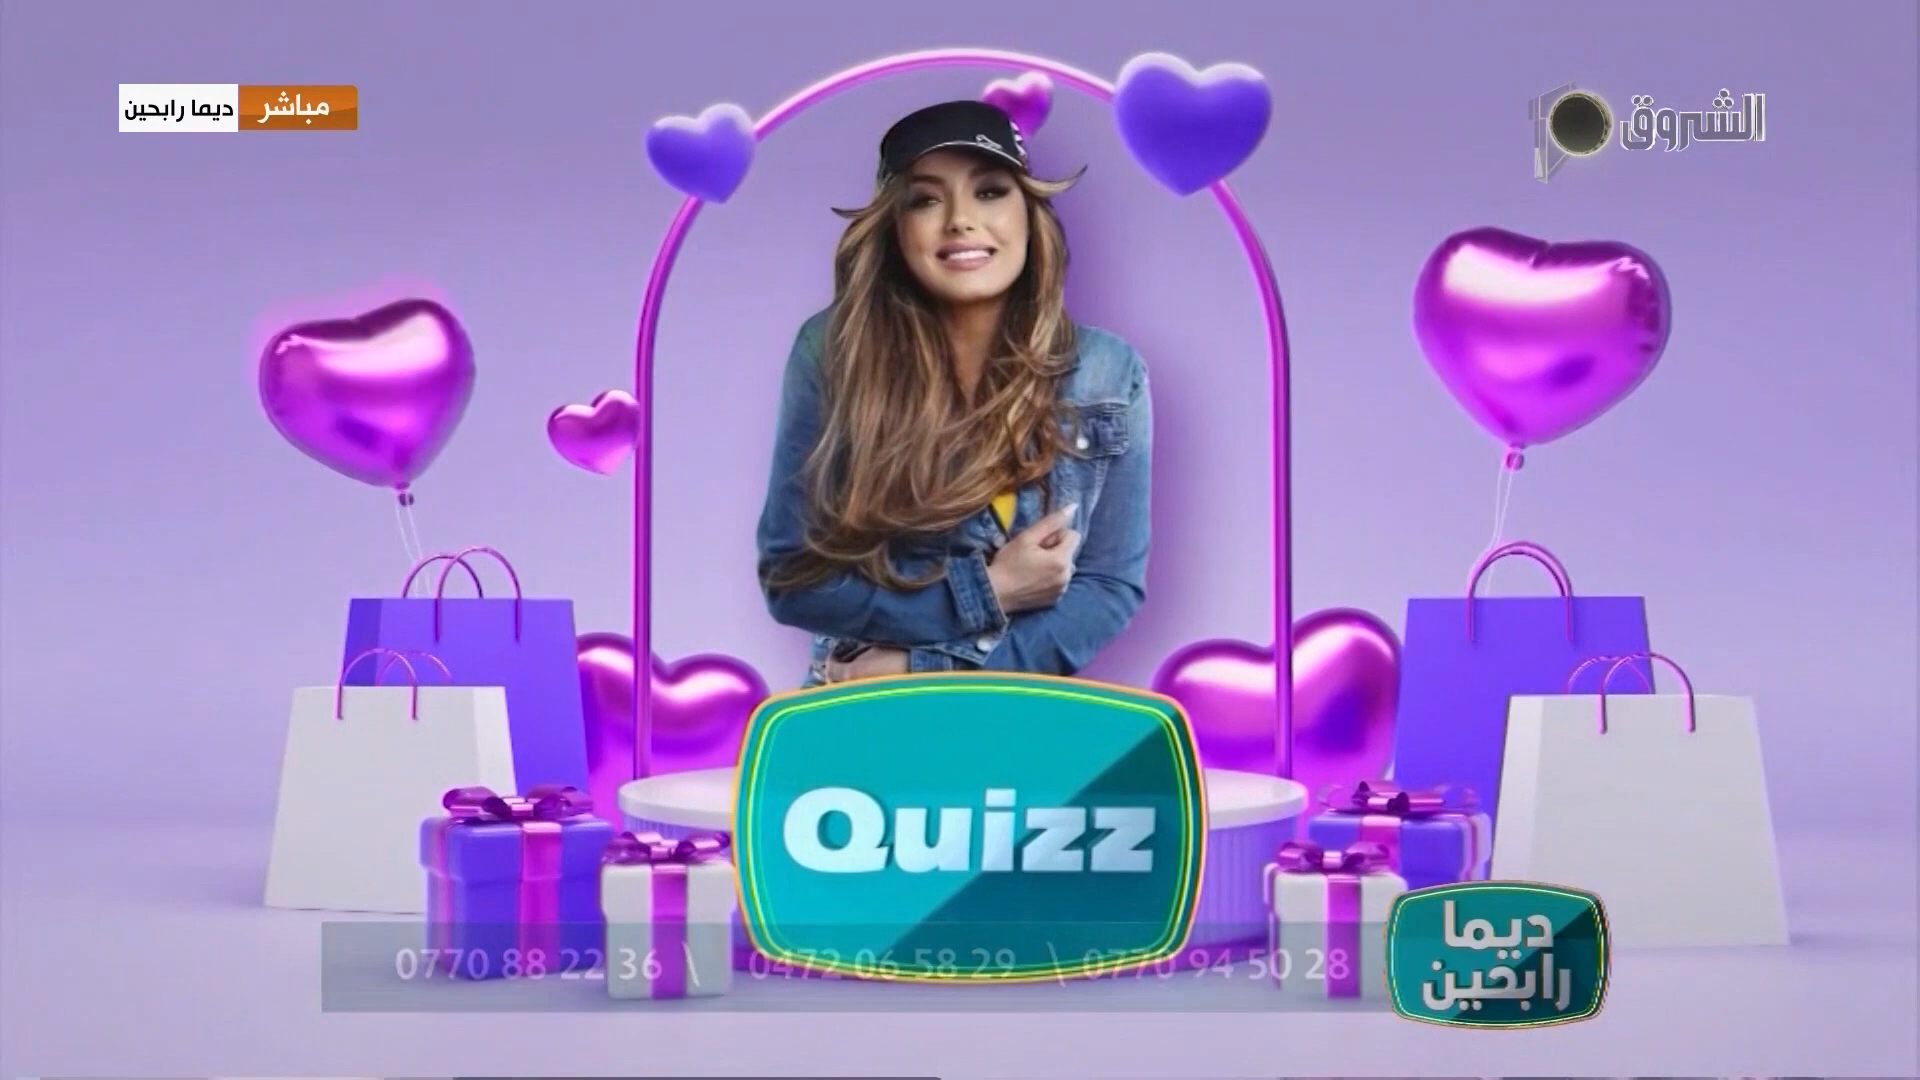 ديما رابحين مباشر
الشروق
Quizz
0770 88 22 36 \ 0472 06 58 29 \ 0770 94 50 28
ديما
رابحين